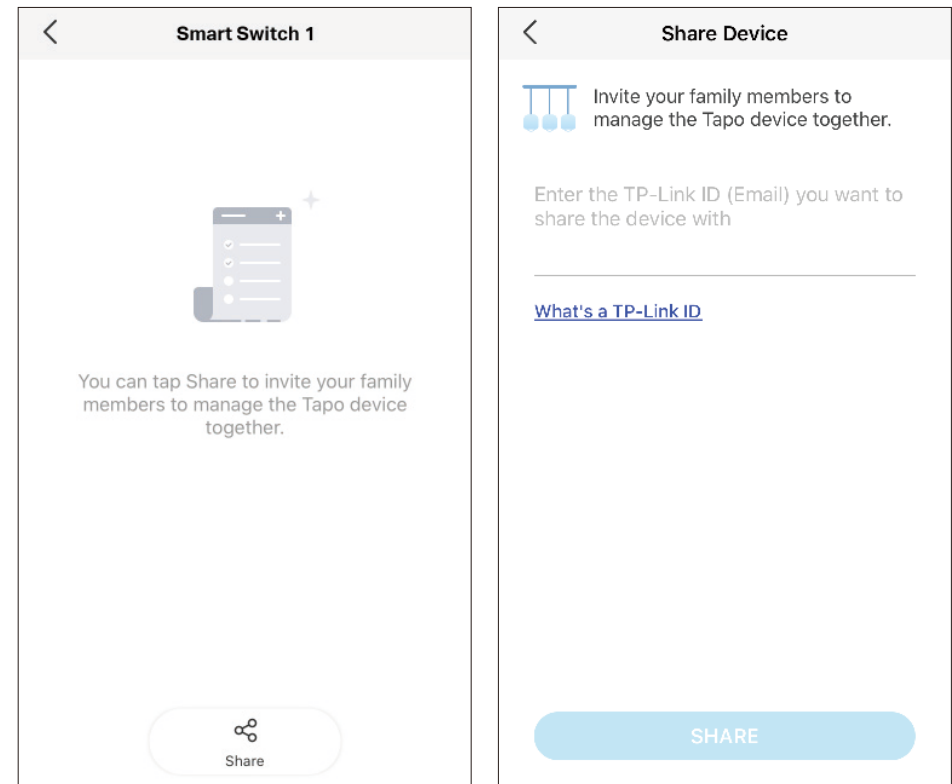 Smart Switch 1
You can tap Share to invite your family
members to manage the Tapo device
together.
Share
Share Device
Invite your family members to
manage the Tapo device together.
Enter the TP-Link ID (Email) you want to
share the device with
What's a TP-Link ID
SHARE